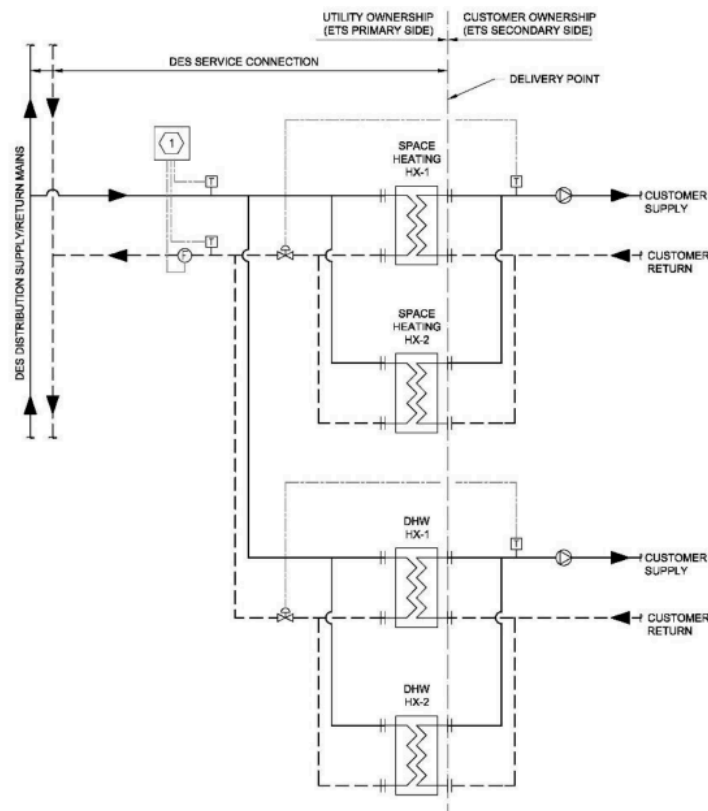 UTILITY OWNERSHIP
(ETS PRIMARY SIDE)
CUSTOMER OWNERSHIP
(ETS SECONDARY SIDE)
DES SERVICE CONNECTION
DELIVERY POINT
DES DISTRIBUTION SUPPLY/RETURN MAINS
1
T
T
F
SPACE
HEATING
HX-1
T
CUSTOMER
SUPPLY
CUSTOMER
RETURN
SPACE
HEATING
HX-2
DHW
HX-1
T
CUSTOMER
SUPPLY
CUSTOMER
RETURN
DHW
HX-2